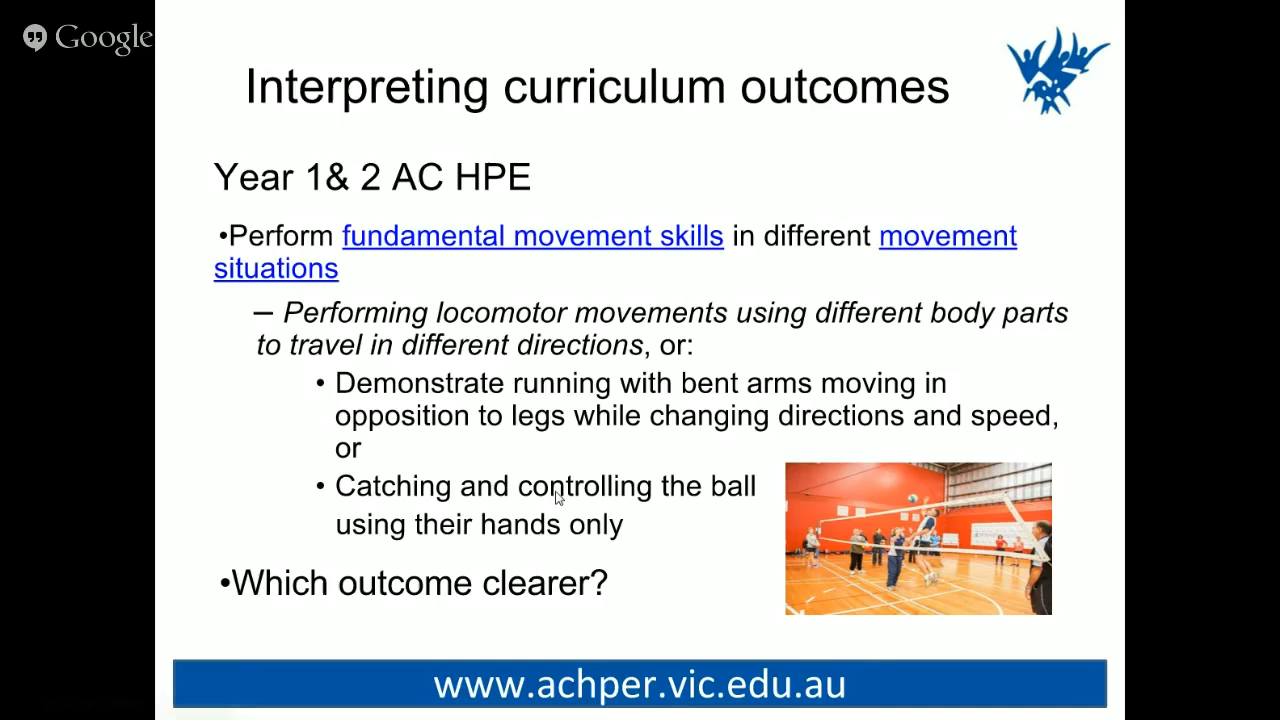 Google
Interpreting curriculum outcomes
Year 1& 2 AC HPE
•Perform fundamental movement skills in different movement
situations
– Performing locomotor movements using different body parts
to travel in different directions, or:
• Demonstrate running with bent arms moving in
opposition to legs while changing directions and speed,
or
• Catching and controlling the ball
using their hands only
•Which outcome clearer?
www.achper.vic.edu.au